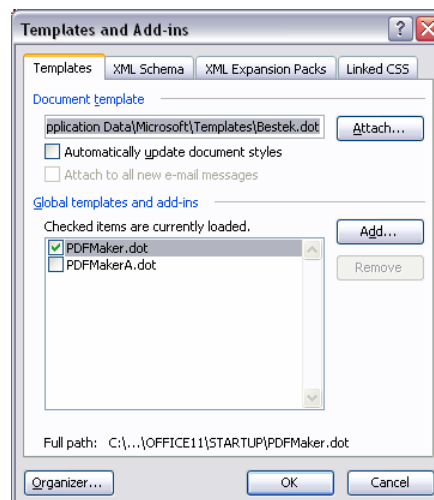 Templates and Add-ins
Templates XML Schema XML Expansion Packs Linked CSS
Document template
pplication Data\Microsoft\Templates\Bestek.dot Attach...
Automatically update document styles
Attach to all new e-mail messages
Global templates and add-ins
Checked items are currently loaded.
PDFMaker.dot Add...
PDFMakerA.dot Remove
Full path: C:\...\OFFICE11\STARTUP\PDFMaker.dot
Organizer... OK Cancel